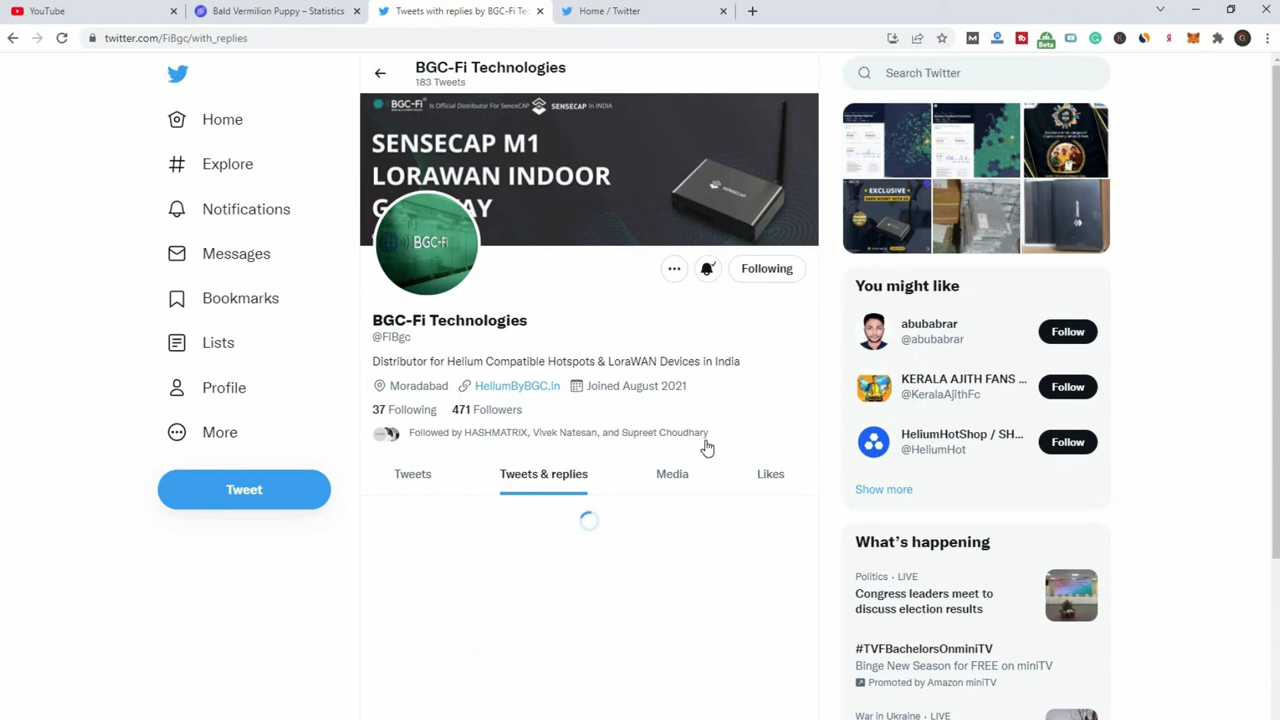 YouTube
Bald Vermilion Puppy – Statistics
Tweets with replies by BGC-Fi Tec
Home / Twitter
twitter.com/FiBgc/with_replies
BGC-Fi Technologies
183 Tweets
BGC-Fi Is Official Distributor For SenceCAP SENSECAP in INDIA
SENSECAP M1
LORAWAN INDOOR
BGC-Fi
Following
BGC-Fi Technologies
@FiBgc
Distributor for Helium Compatible Hotspots & LoraWAN Devices in India
Moradabad HeliumByBGC.in Joined August 2021
37 Following 471 Followers
Followed by HASHMATRIX, Vivek Natesan, and Supreet Choudhary
Tweets
Tweets & replies
Media
Likes
Home
Explore
Notifications
Messages
Bookmarks
Lists
Profile
More
Tweet
Search Twitter
EXCLUSIVE
You might like
abubabrar
@abubabrar
Follow
KERALA AJITH FANS ...
@KeralaAjithFc
Follow
HeliumHotShop / SH...
@HeliumHot
Follow
Show more
What's happening
Politics · LIVE
Congress leaders meet to
discuss election results
#TVFBachelorsOnminiTV
Binge New Season for FREE on miniTV
Promoted by Amazon miniTV
War in Ukraine · LIVE